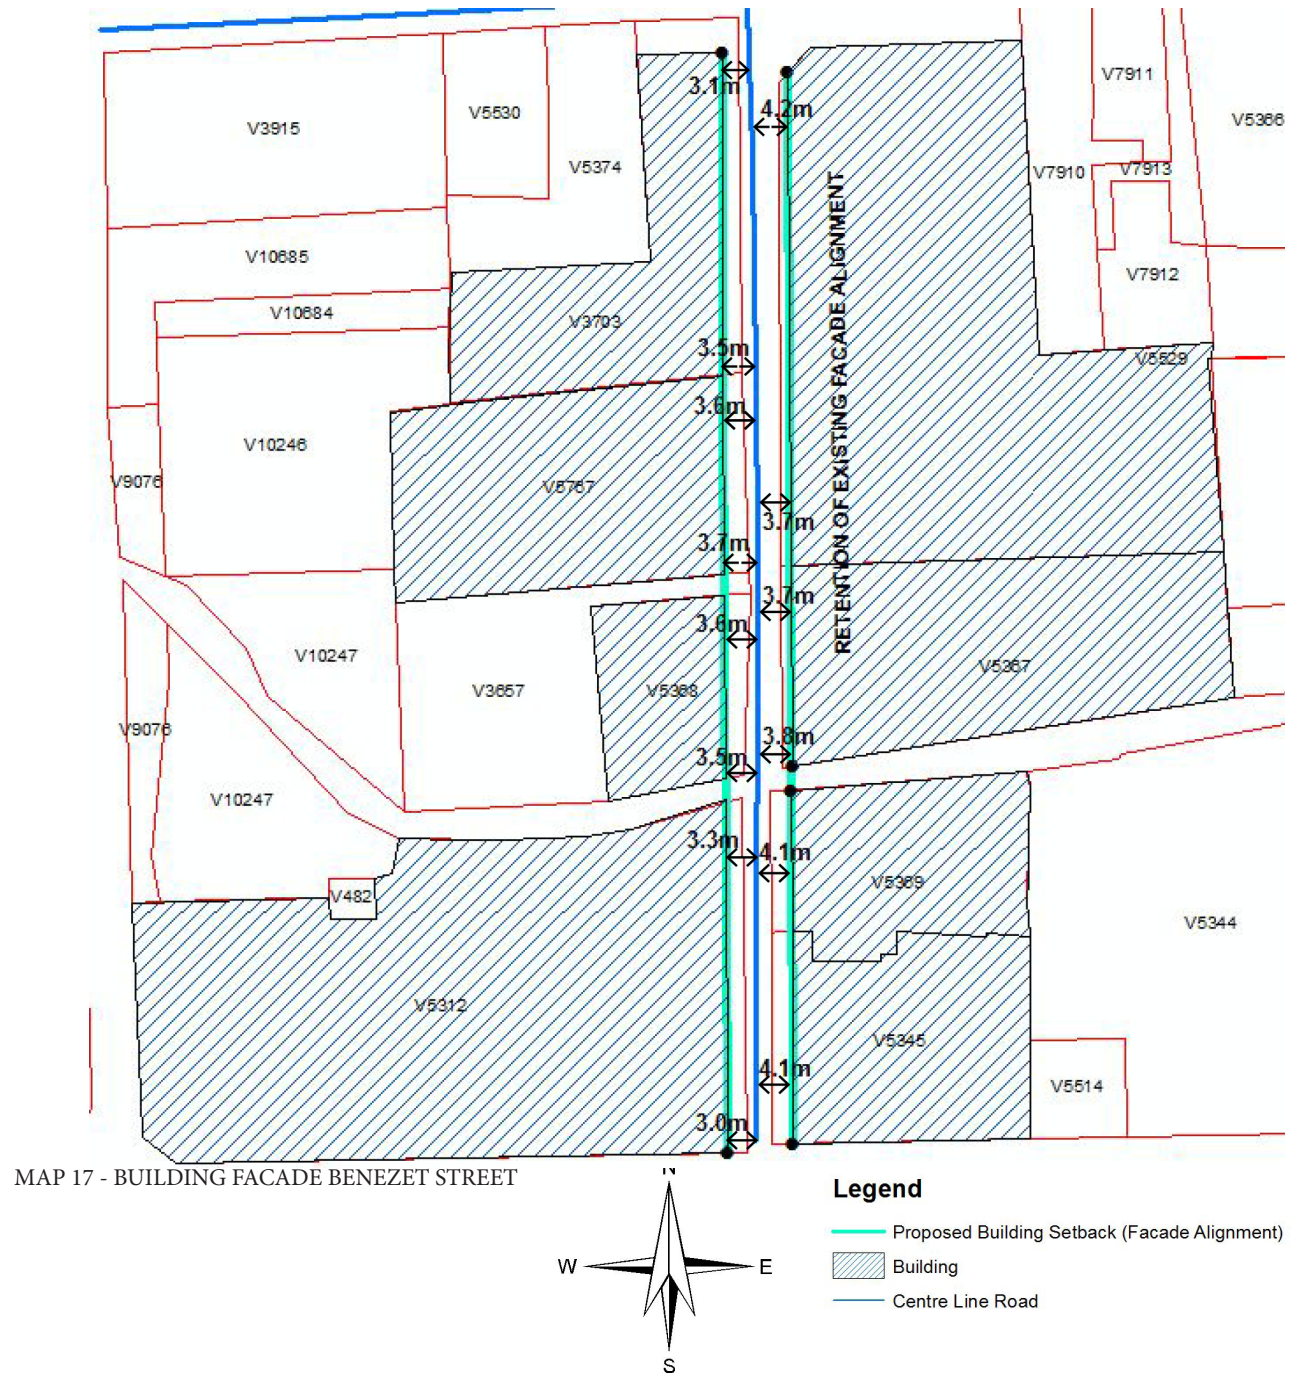 V3915
V5530
V5374
3.1m
4.2m
V7911
V5366
V7910
V7913
V7912
V10685
V10684
V3703
3.5m
3.6m
V5529
RETENTION OF EXISTING FACADE ALIGNMENT
V10246
V9076
V5767
3.7m
3.7m
3.7m
3.6m
V10247
V3657
V5368
V5367
V9076
3.8m
3.5m
V10247
3.3m
4.1m
V5369
V482
V5344
V5312
V5345
4.1m
V5514
3.0m
MAP 17 - BUILDING FACADE BENEZET STREET
N
W
E
S
Legend
Proposed Building Setback (Facade Alignment)
Building
Centre Line Road